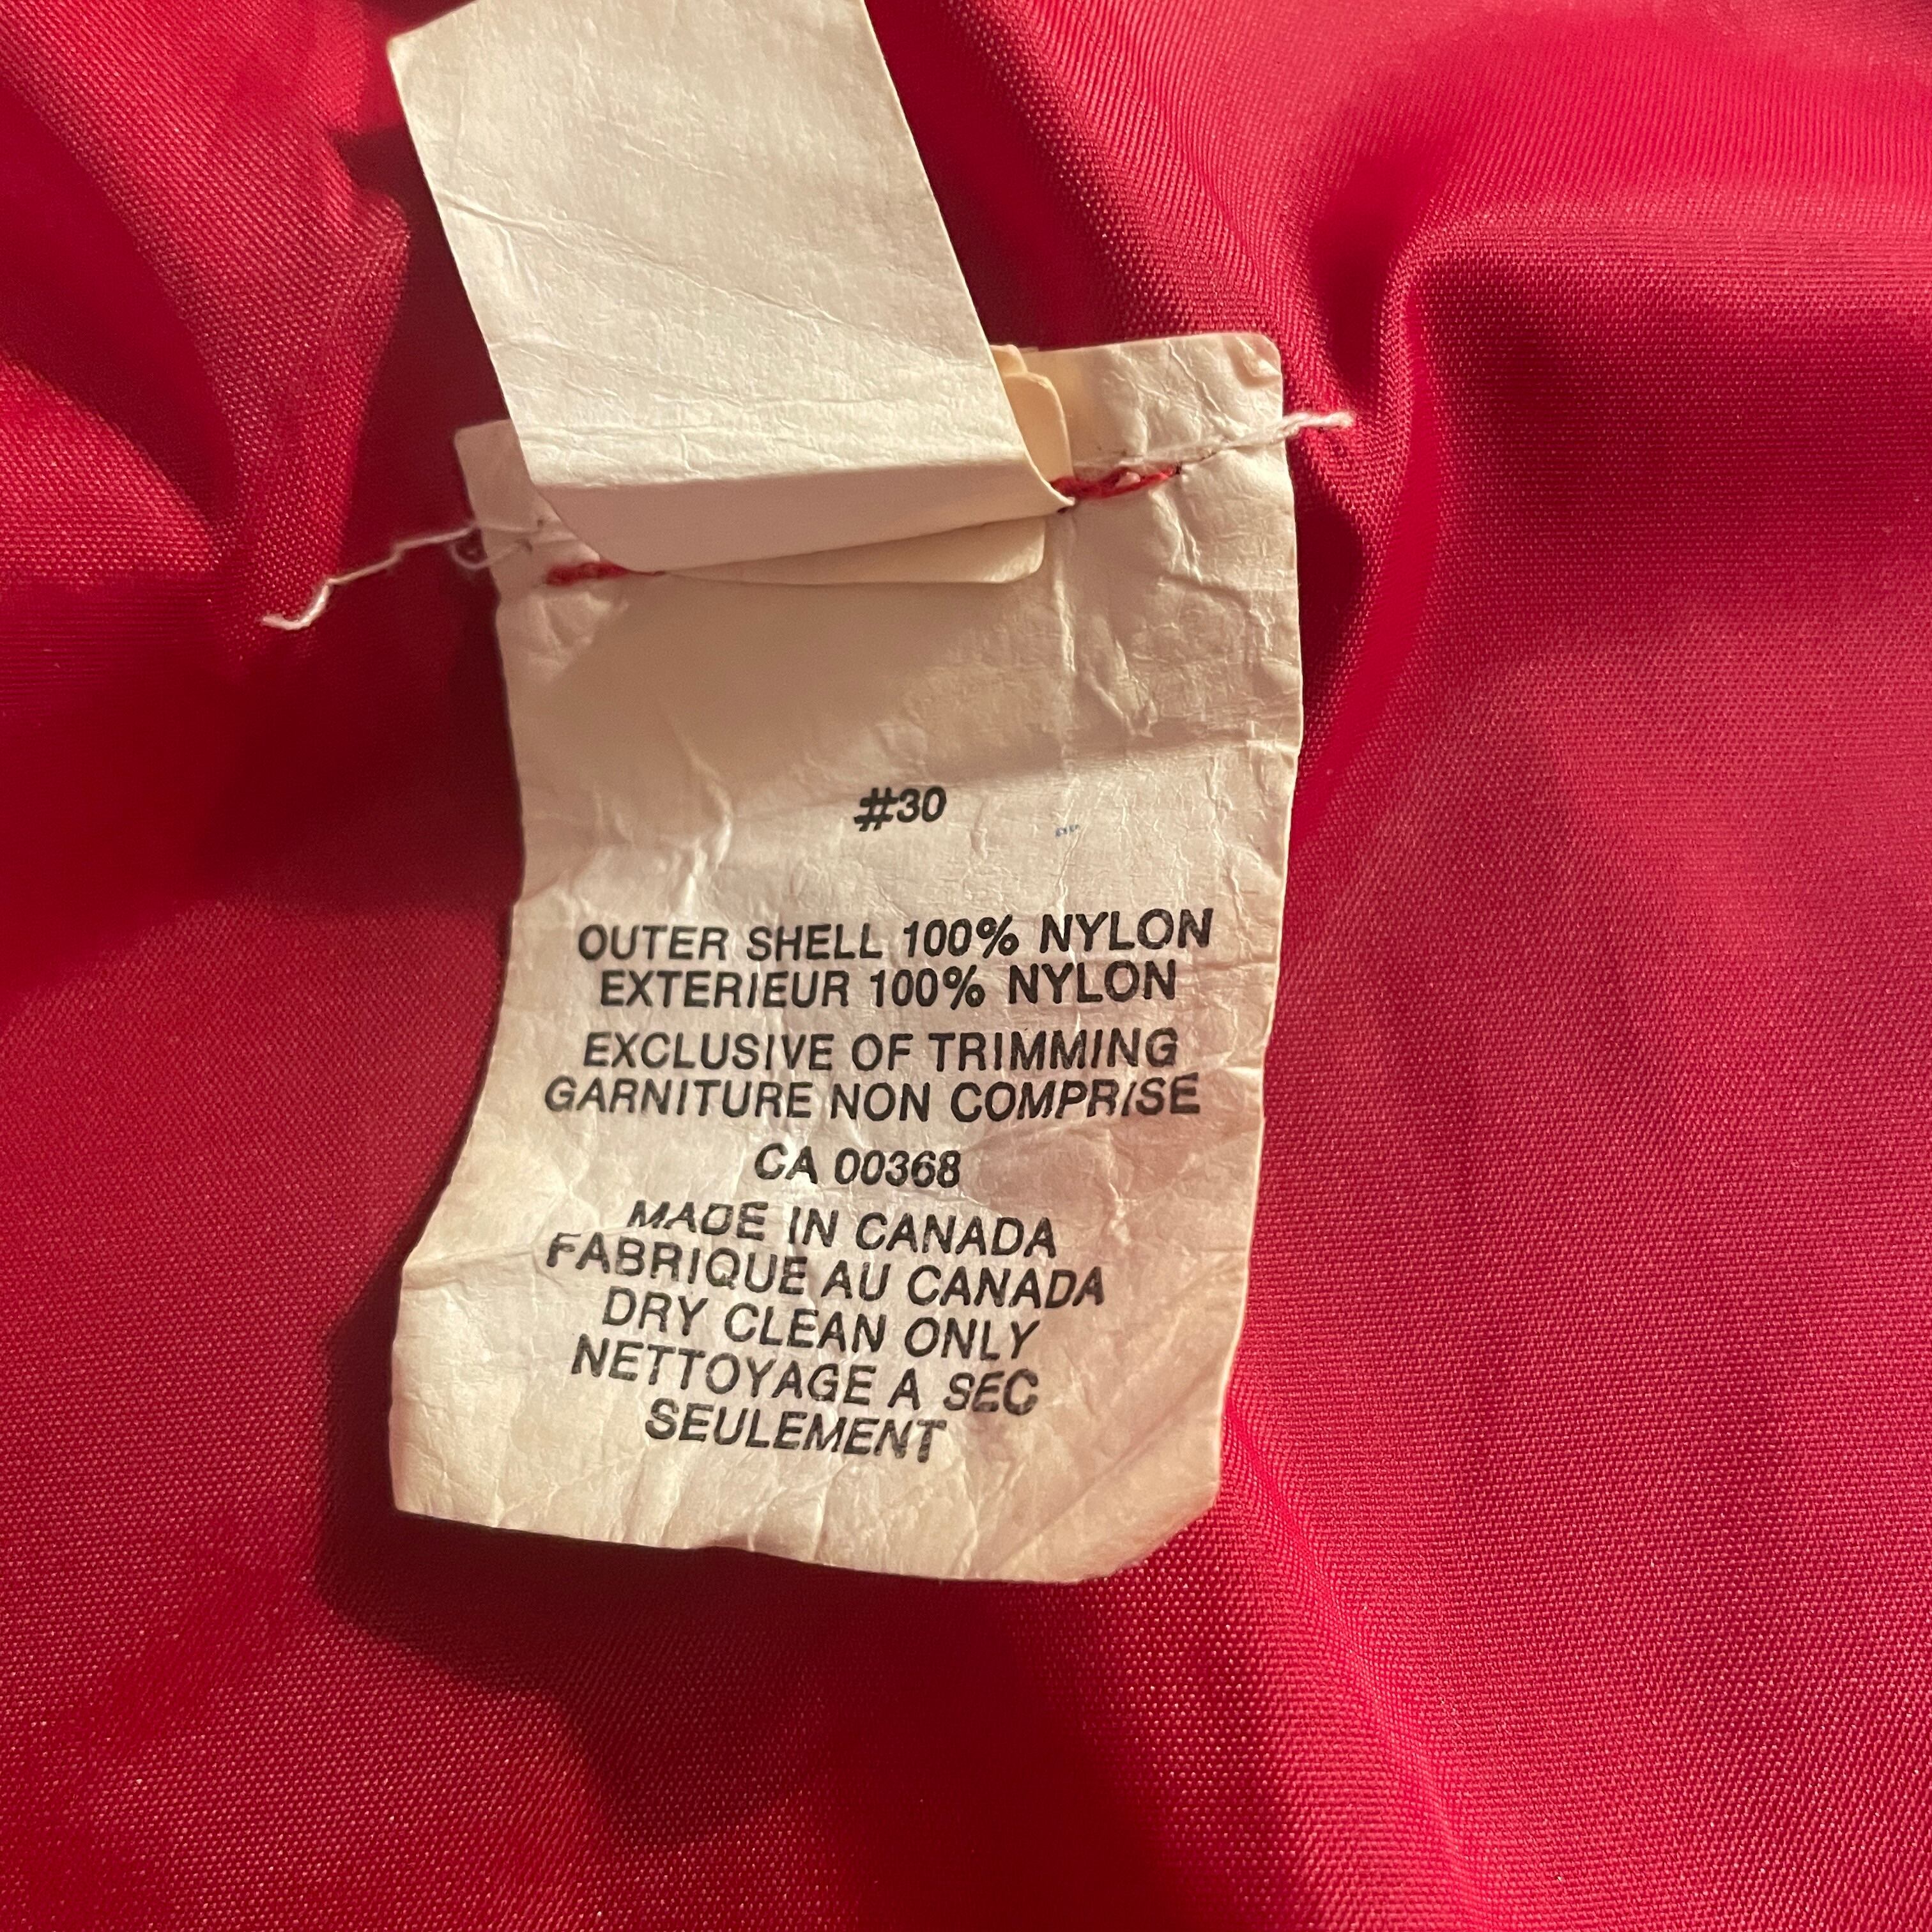 #30
OUTER SHELL 100% NYLON
EXTERIEUR 100% NYLON
EXCLUSIVE OF TRIMMING
GARNITURE NON COMPRISE
CA 00368
MADE IN CANADA
FABRIQUE AU CANADA
DRY CLEAN ONLY
NETTOYAGE A SEC
SEULEMENT